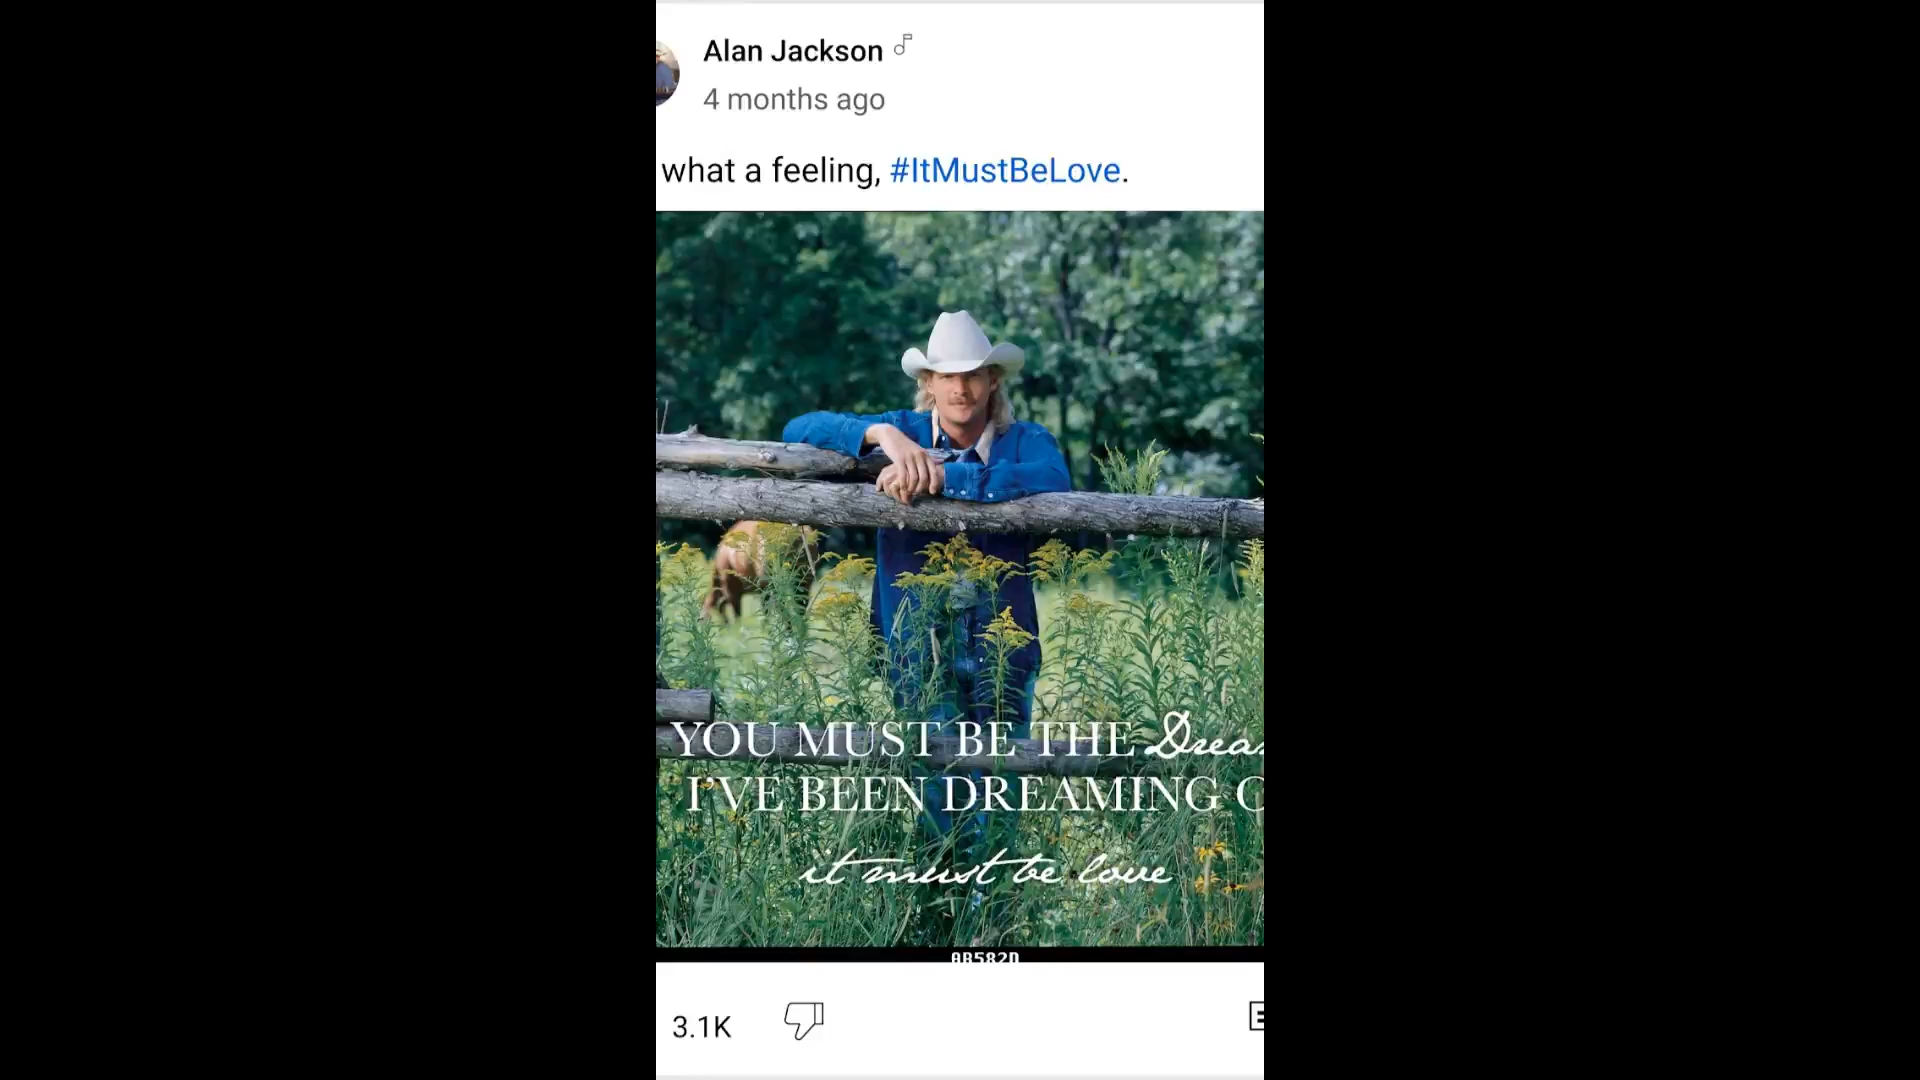 Alan Jackson
4 months ago
what a feeling, #ItMustBeLove.
YOU MUST BE THE
I'VE BEEN DREAMING
it must be love
AB582D
3.1K